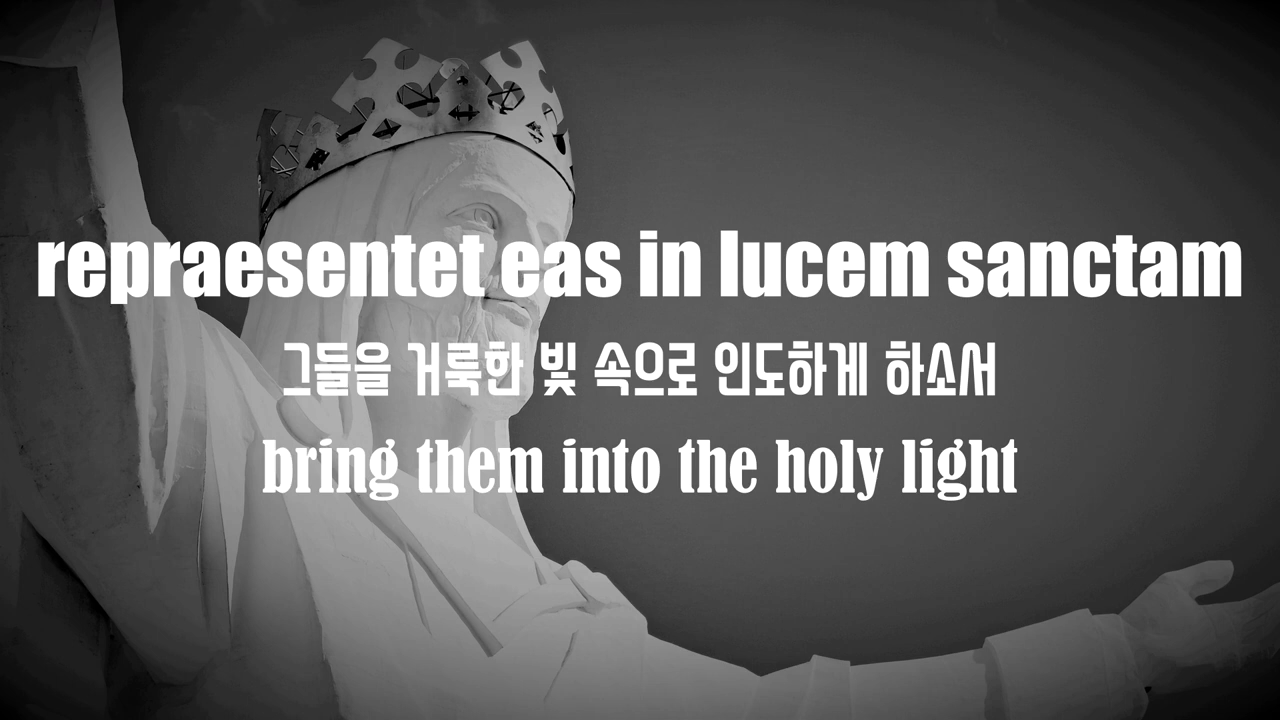 repraesentet eas in lucem sanctam
그들을 거룩한 빛 속으로 인도하게 하소서
bring them into the holy light